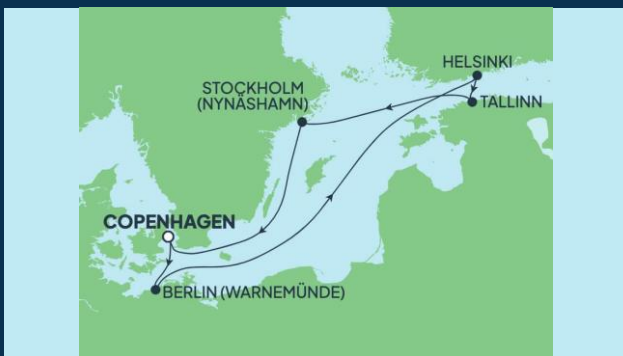 HELSINKI
STOCKHOLM
(NYNÄSHAMN)
TALLINN
COPENHAGEN
BERLIN (WARNEMÜNDE)